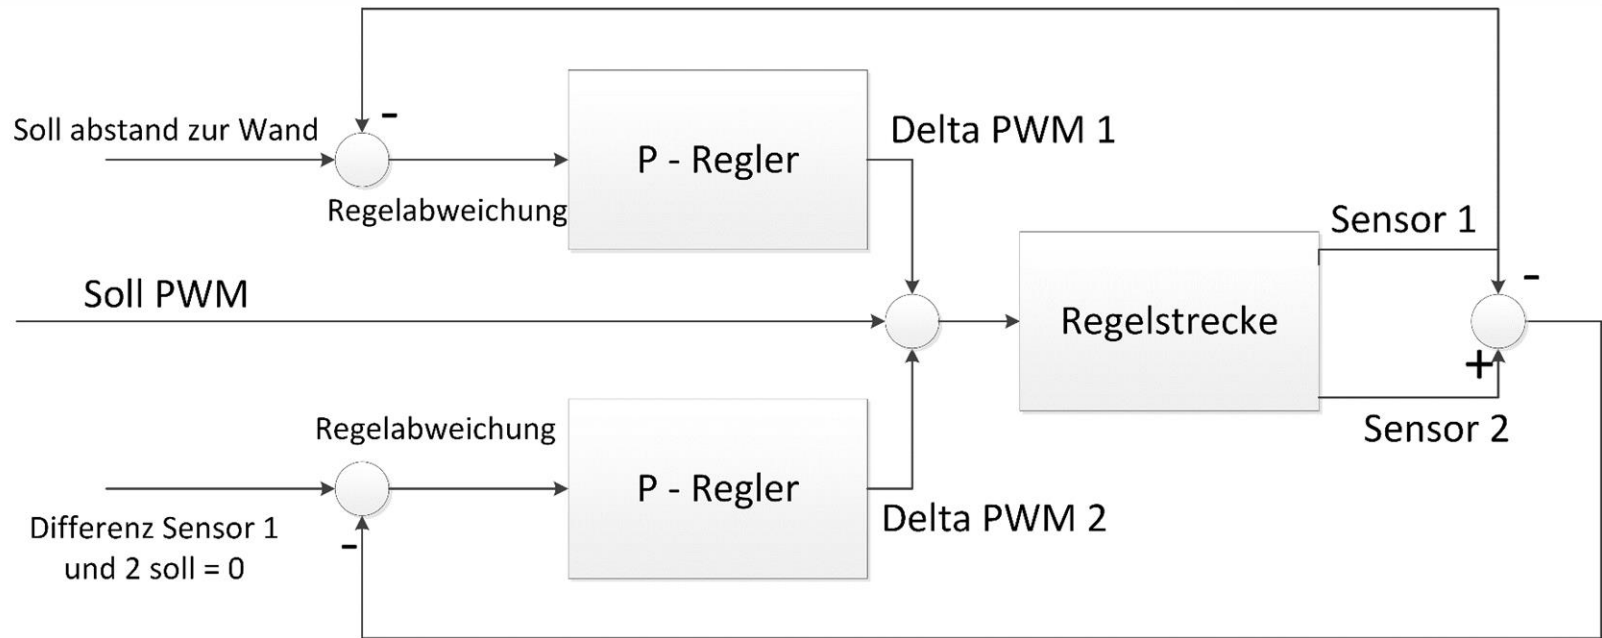 -
Soll abstand zur Wand
P - Regler
Delta PWM 1
Regelabweichung
Sensor 1
Soll PWM
-
Regelstrecke
+
Regelabweichung
Sensor 2
P - Regler
Differenz Sensor 1
und 2 soll = 0
-
Delta PWM 2